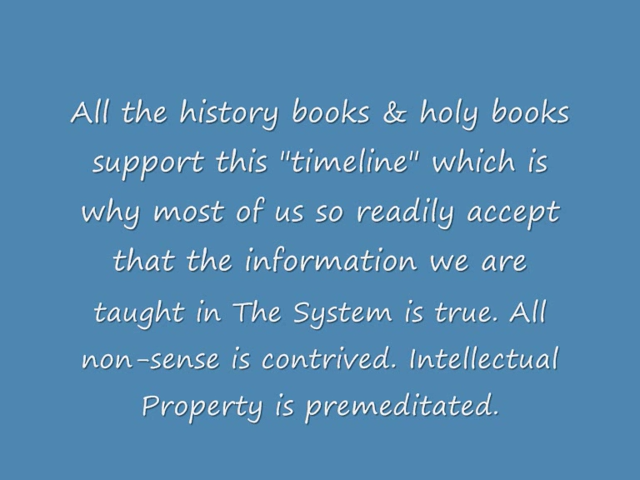 All the history books & holy books
support this "timeline" which is
why most of us so readily accept
that the information we are
taught in The System is true. All
non-sense is contrived. Intellectual
Property is premeditated.